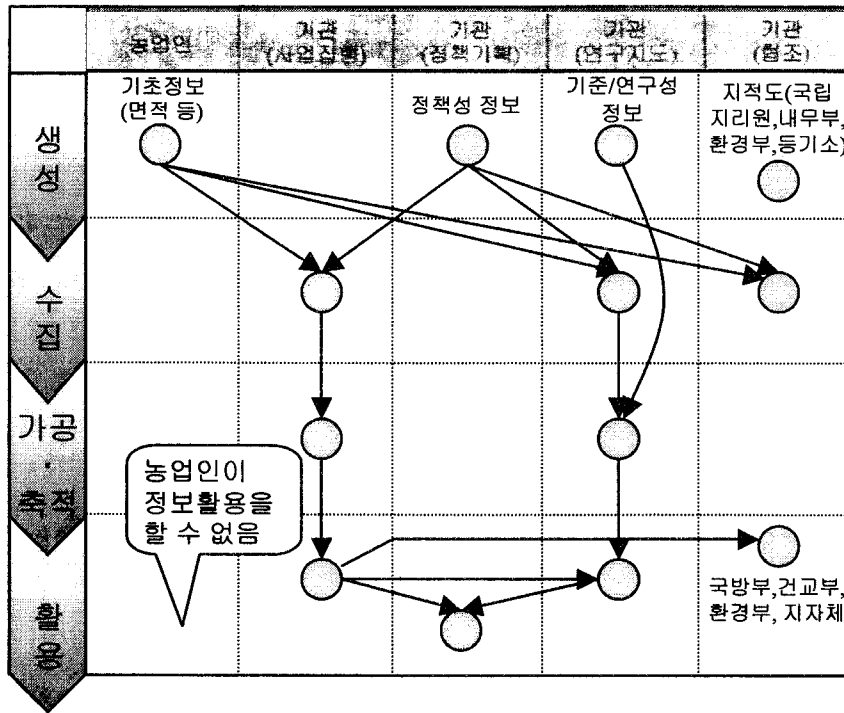 농업인
기관
(사업집행)
기관
(정책기획)
기관
(연구지도)
기관
(협조)
생성
기초정보
(면적 등)
정책성 정보
기준/연구성
정보
지적도(국립
지리원,내무부,
환경부,등기소)
수집
가공
·
축적
농업인이
정보활용을
할 수 없음
활용
국방부,건교부,
환경부, 지자체